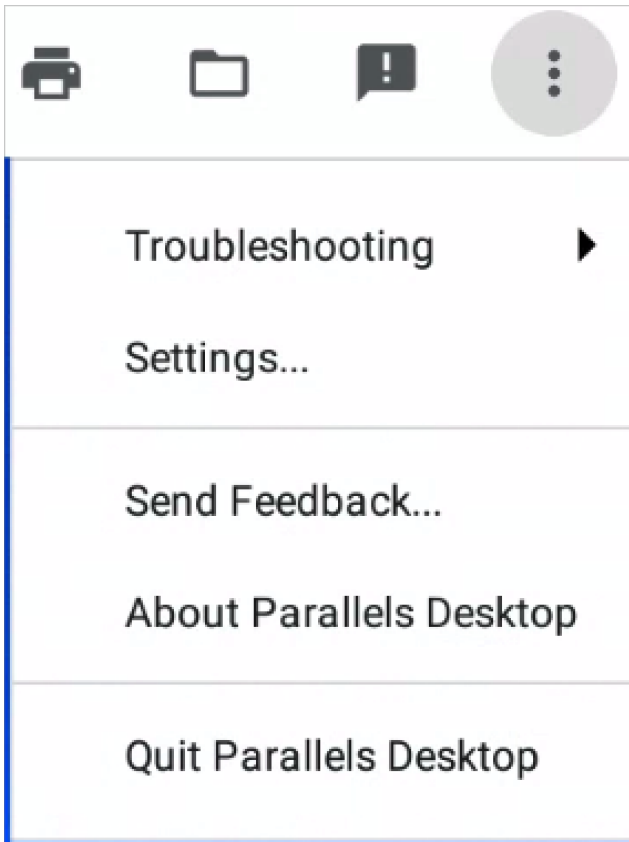 Troubleshooting
Settings...
Send Feedback...
About Parallels Desktop
Quit Parallels Desktop